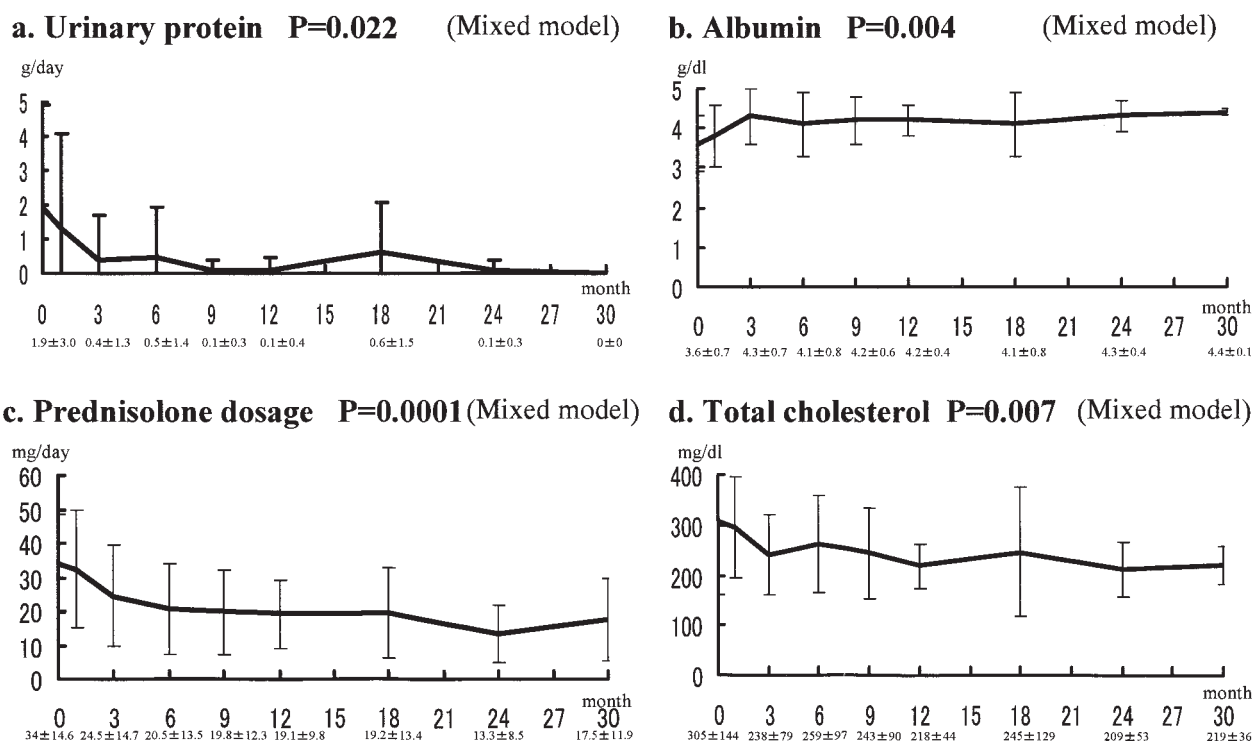 a. Urinary protein P=0.022 (Mixed model)
g/day
5
4
3
2
1
0
month
0 3 6 9 12 15 18 21 24 27 30
1.9±3.0 0.4±1.3 0.5±1.4 0.1±0.3 0.1±0.4 0.6±1.5 0.1±0.3 0±0
b. Albumin P=0.004 (Mixed model)
g/dl
5
4
3
2
1
0
month
0 3 6 9 12 15 18 21 24 27 30
3.6±0.7 4.3±0.7 4.1±0.8 4.2±0.6 4.2±0.4 4.1±0.8 4.3±0.4 4.4±0.1
c. Prednisolone dosage P=0.0001 (Mixed model)
mg/day
60
50
40
30
20
10
0
month
0 3 6 9 12 15 18 21 24 27 30
34±14.6 24.5±14.7 20.5±13.5 19.8±12.3 19.1±9.8 19.2±13.4 13.3±8.5 17.5±11.9
d. Total cholesterol P=0.007 (Mixed model)
mg/dl
400
300
200
100
0
month
0 3 6 9 12 15 18 21 24 27 30
305±144 238±79 259±97 243±90 218±44 245±129 209±53 219±36